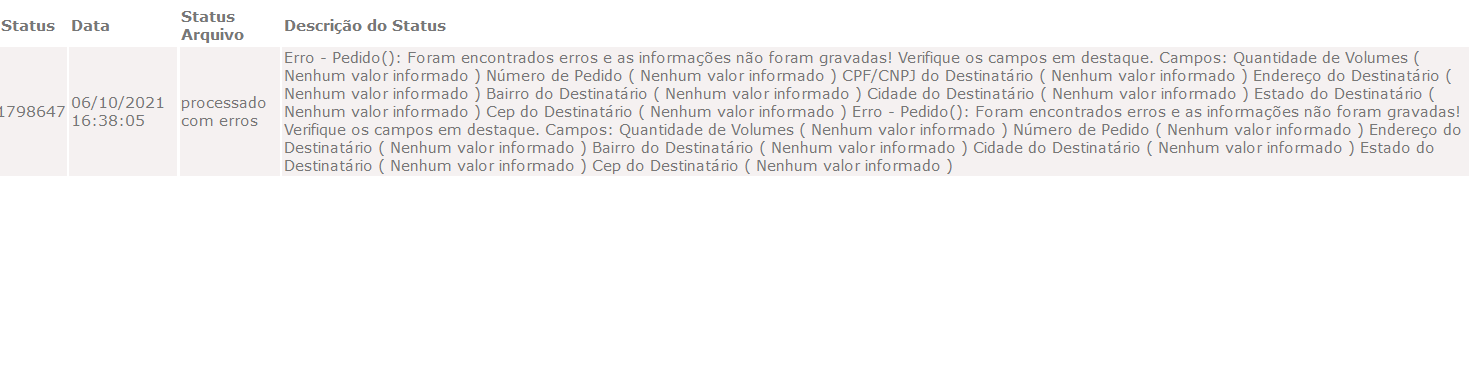 Status Data Status Arquivo Descrição do Status
1798647 06/10/2021 16:38:05 processado com erros
Erro - Pedido(): Foram encontrados erros e as informações não foram gravadas! Verifique os campos em destaque. Campos: Quantidade de Volumes (
Nenhum valor informado ) Número de Pedido ( Nenhum valor informado ) CPF/CNPJ do Destinatário ( Nenhum valor informado ) Endereço do Destinatário (
Nenhum valor informado ) Bairro do Destinatário ( Nenhum valor informado ) Cidade do Destinatário ( Nenhum valor informado ) Estado do Destinatário (
Nenhum valor informado ) Cep do Destinatário ( Nenhum valor informado ) Erro - Pedido(): Foram encontrados erros e as informações não foram gravadas!
Verifique os campos em destaque. Campos: Quantidade de Volumes ( Nenhum valor informado ) Número de Pedido ( Nenhum valor informado ) Endereço do
Destinatário ( Nenhum valor informado ) Bairro do Destinatário ( Nenhum valor informado ) Cidade do Destinatário ( Nenhum valor informado ) Estado do
Destinatário ( Nenhum valor informado ) Cep do Destinatário ( Nenhum valor informado )